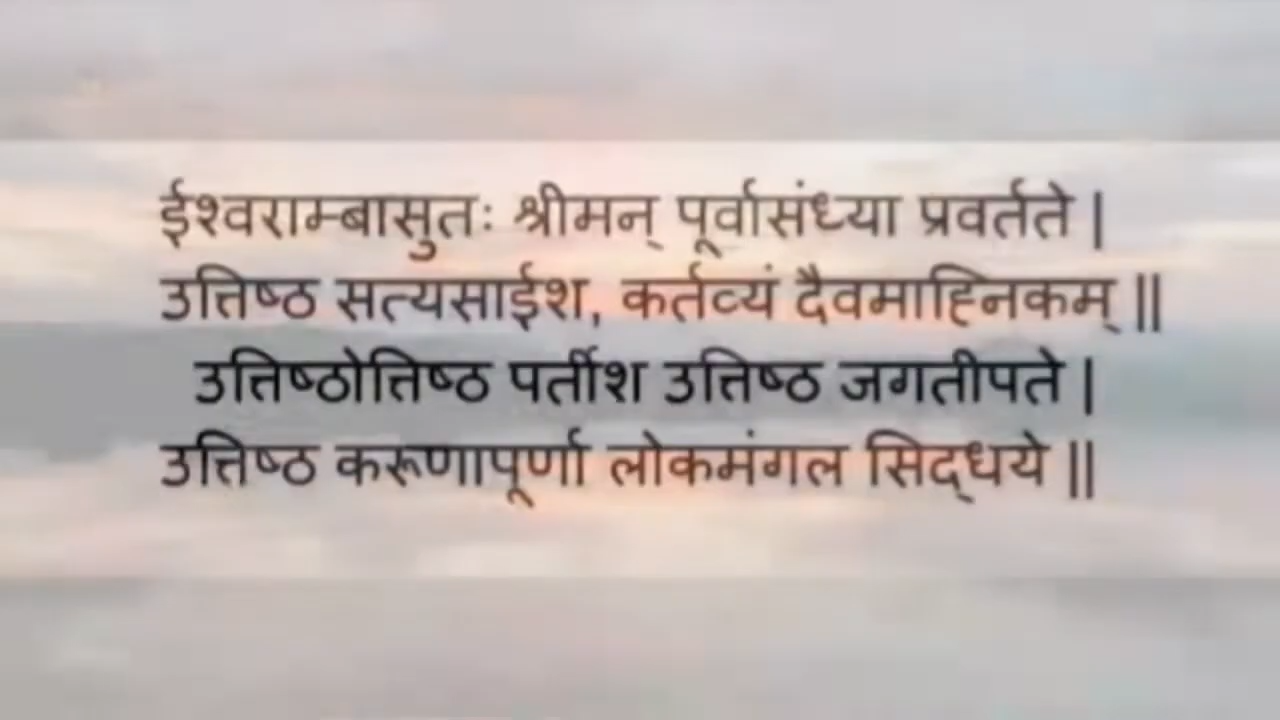 ईश्वराम्बासुतः श्रीमन् पूर्वासंध्या प्रवर्तते |
उत्तिष्ठ सत्यसाईश, कर्तव्यं दैवमाह्निकम् ||
उत्तिष्ठोत्तिष्ठ पर्तीश उत्तिष्ठ जगतीपते |
उत्तिष्ठ करूणापूर्णा लोकमंगल सिद्धये ||